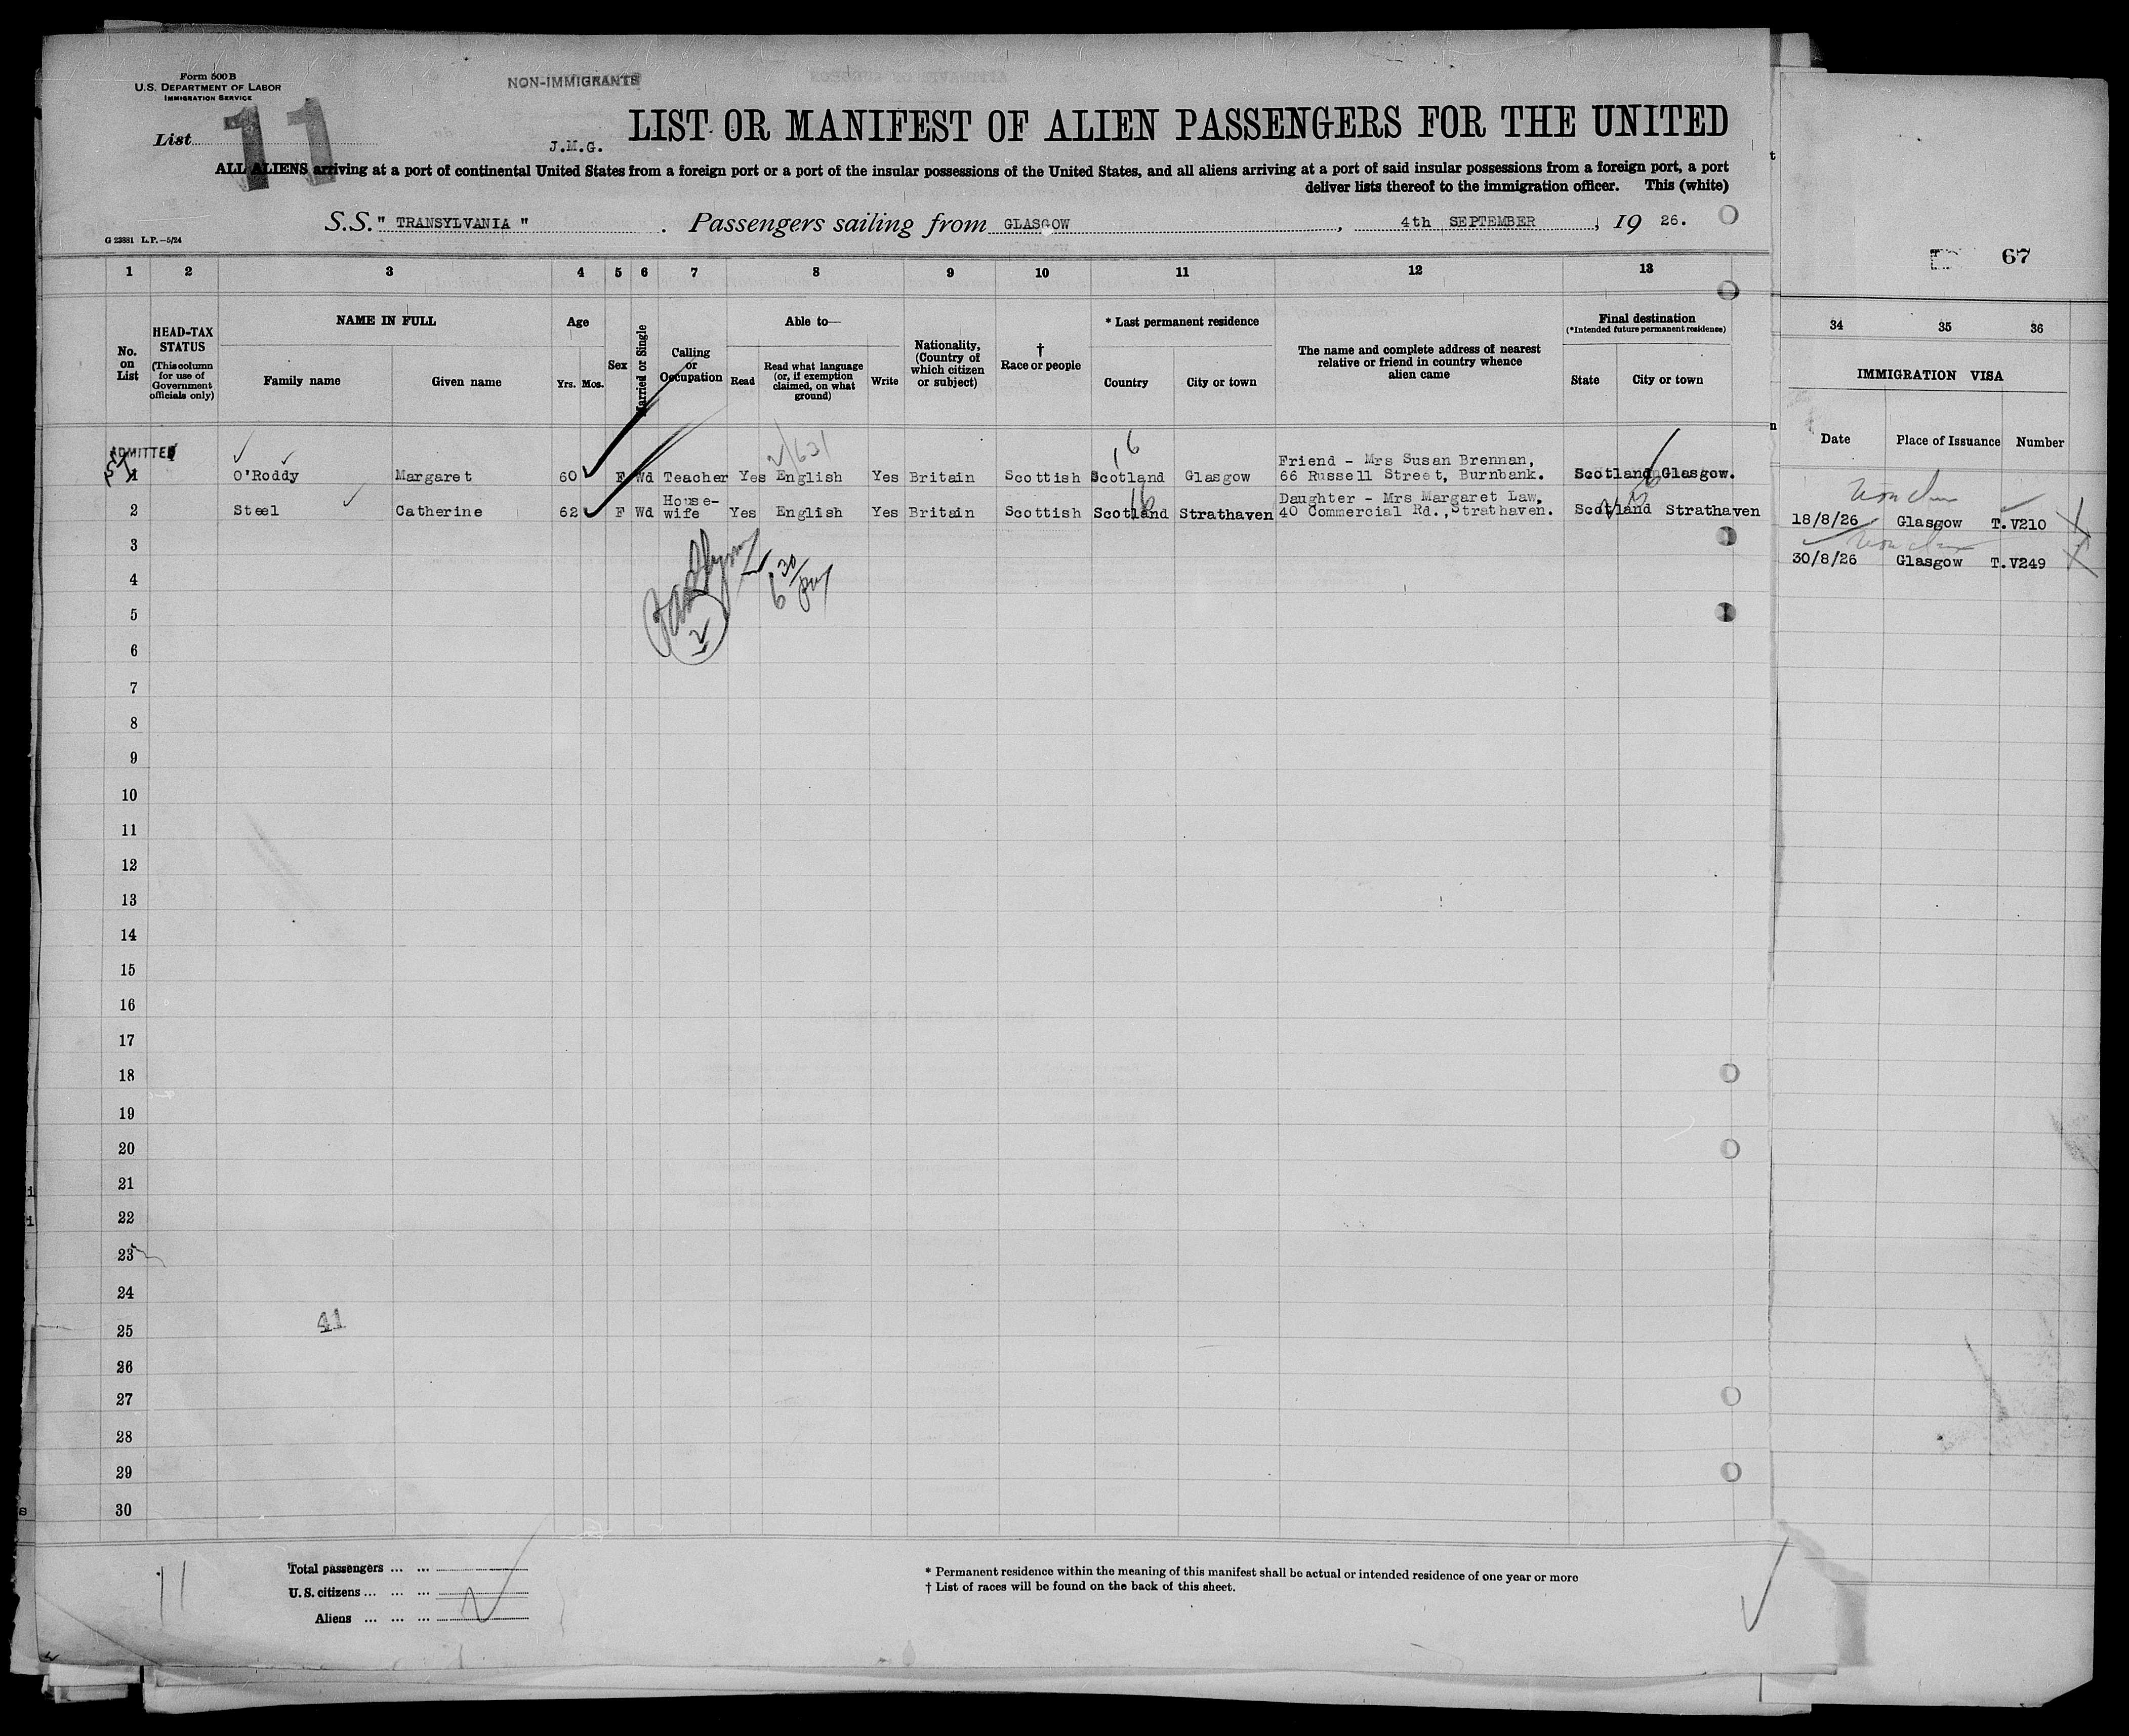 Form 500B
U.S. DEPARTMENT OF LABOR
IMMIGRATION SERVICE
NON-IMMIGRANTS
List 11
J.M.G.
LIST OR MANIFEST OF ALIEN PASSENGERS FOR THE UNITED
ALL ALIENS arriving at a port of continental United States from a foreign port or a port of the insular possessions of the United States, and all aliens arriving at a port of said insular possessions from a foreign port, a port
deliver lists thereof to the immigration officer. This (white)
S.S. " TRANSYLVANIA " . Passengers sailing from GLASGOW , 4th SEPTEMBER , 19 26.
G 23881 L.P.—5/24
67
1 2 3 4 5 6 7 8 9 10 11 12 13
34 35 36
No. on List
HEAD-TAX STATUS
(This column for use of Government officials only)
NAME IN FULL
Family name Given name
Age
Yrs. Mos.
Sex
Married or Single
Calling or Occupation
Able to—
Read
Read what language (or, if exemption claimed, on what ground)
Write
Nationality, (Country of which citizen or subject)
† Race or people
* Last permanent residence
Country City or town
The name and complete address of nearest relative or friend in country whence alien came
Final destination
(*Intended future permanent residence)
State City or town
IMMIGRATION VISA
Date Place of Issuance Number
ADMITTED
2/631
6
1 O'Roddy Margaret 60 F Wd Teacher Yes English Yes Britain Scottish Scotland Glasgow Friend - Mrs Susan Brennan, 66 Russell Street, Burnbank. Scotland Glasgow.
18/8/26 Glasgow T.V210
2 Steel Catherine 62 F Wd House-wife Yes English Yes Britain Scottish Scotland Strathaven Daughter - Mrs Margaret Law, 40 Commercial Rd., Strathaven. Scotland Strathaven
30/8/26 Glasgow T.V249
3
6 30
4
5
2
6
7
8
9
10
11
12
13
14
15
16
17
18
19
20
21
22
23
24
41
25
26
27
28
29
30
11
Total passengers ... ...
U.S. citizens ... ... ...
Aliens ... ... ...
* Permanent residence within the meaning of this manifest shall be actual or intended residence of one year or more
† List of races will be found on the back of this sheet.